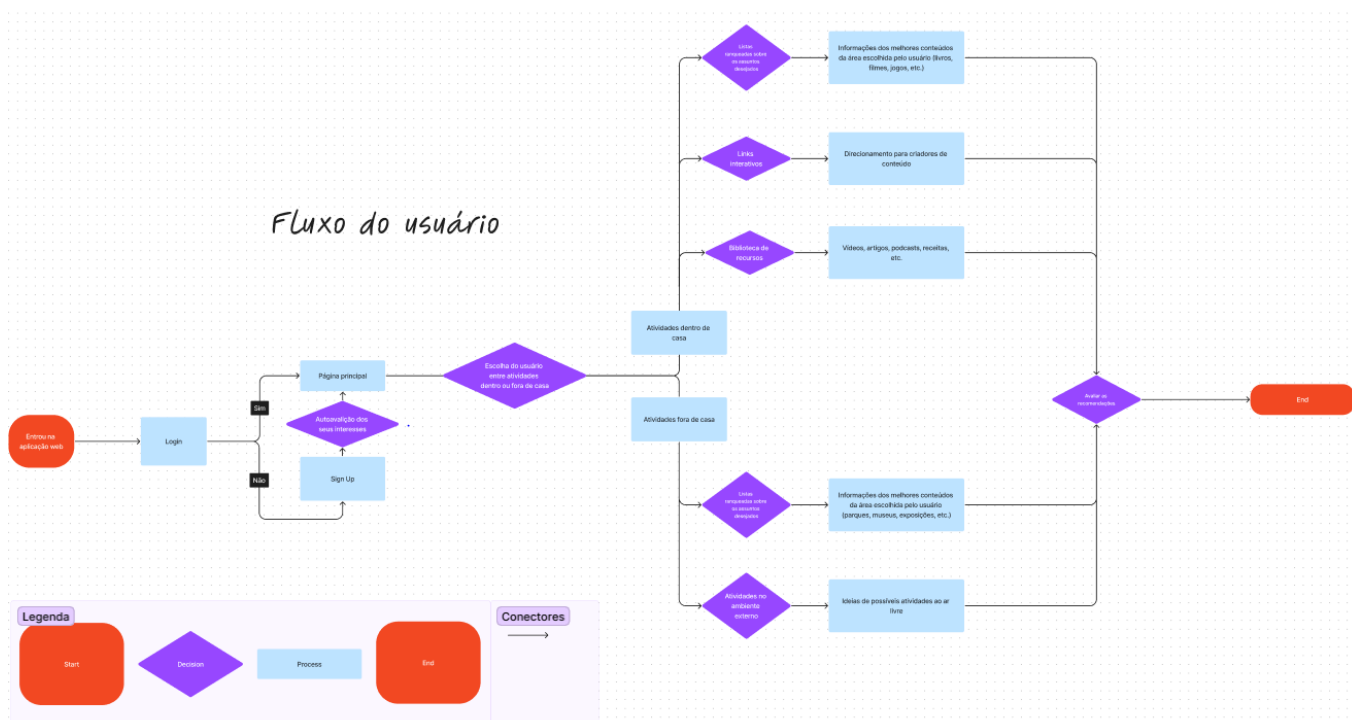 Fluxo do usuário
Entrou na
aplicação web
Login
Sim
Não
Página principal
Autoavalição dos
seus interesses
Sign Up
Escolha do usuário
entre atividades
dentro ou fora de casa
Atividades dentro de
casa
Listas
ranqueadas sobre
os assuntos
desejados
Informações dos melhores conteúdos
da área escolhida pelo usuário (livros,
filmes, jogos, etc.)
Links
interativos
Direcionamento para criadores de
conteúdo
Biblioteca de
recursos
Vídeos, artigos, podcasts, receitas,
etc.
Atividades fora de casa
Listas
ranqueadas sobre
os assuntos
desejados
Informações dos melhores conteúdos
da área escolhida pelo usuário
(parques, museus, exposições, etc.)
Atividades no
ambiente
externo
Ideias de possíveis atividades ao ar
livre
Avaliar as
recomendações
End
Legenda
Start
Decision
Process
End
Conectores